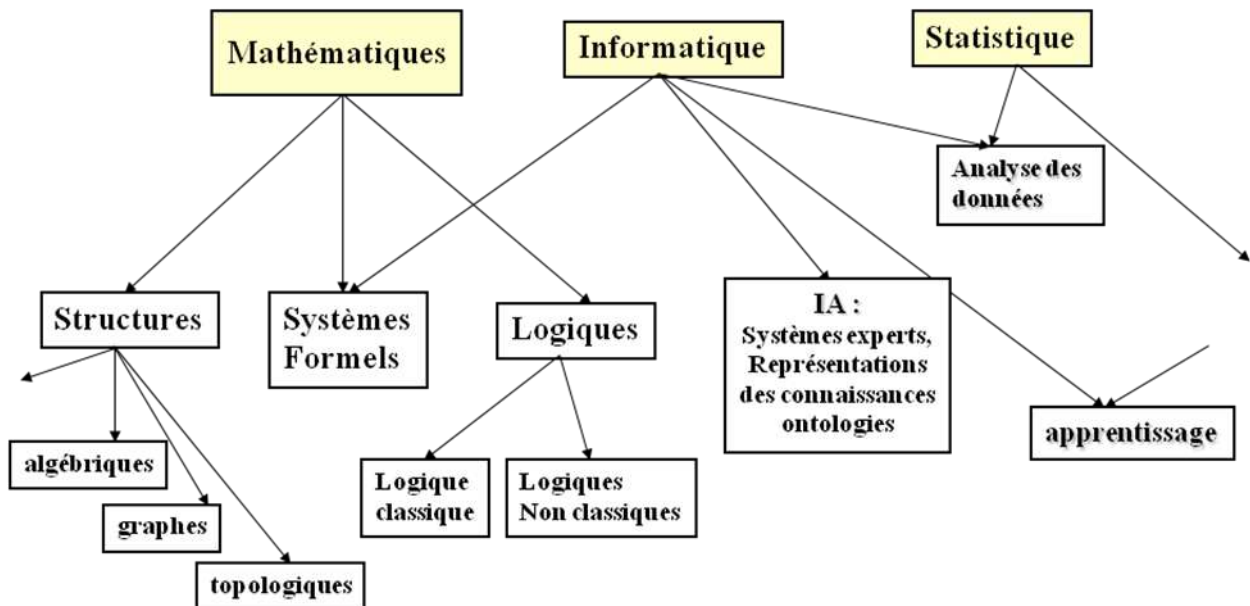 Mathématiques
Informatique
Statistique
Analyse des
données
Structures
Systèmes
Formels
Logiques
IA :
Systèmes experts,
Représentations
des connaissances
ontologies
apprentissage
algébriques
graphes
topologiques
Logique
classique
Logiques
Non classiques